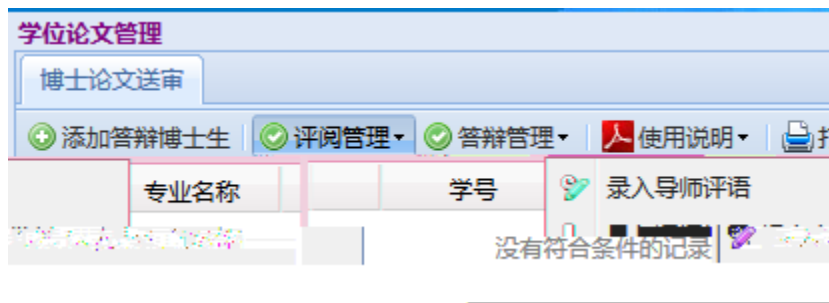 学位论文管理
博士论文送审
添加答辩博士生 评阅管理 答辩管理 使用说明
专业名称 学号 录入导师评语
没有符合条件的记录